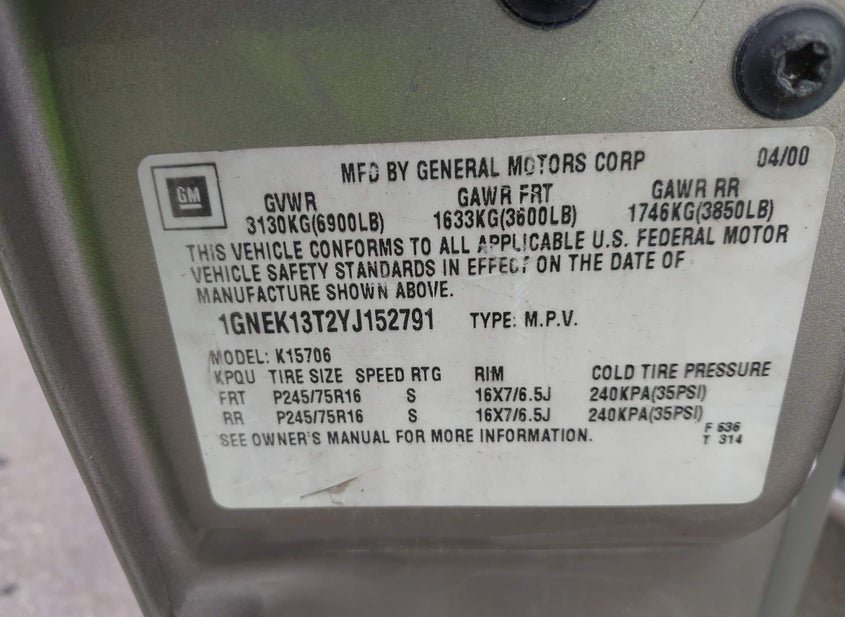 MFD BY GENERAL MOTORS CORP 04/00
GM
GVWR GAWR FRT GAWR RR
3130KG(6900LB) 1633KG(3600LB) 1746KG(3850LB)
THIS VEHICLE CONFORMS TO ALL APPLICABLE U.S. FEDERAL MOTOR
VEHICLE SAFETY STANDARDS IN EFFECT ON THE DATE OF
MANUFACTURE SHOWN ABOVE.
1GNEK13T2YJ152791 TYPE: M.P.V.
MODEL: K15706
KPQU TIRE SIZE SPEED RTG RIM COLD TIRE PRESSURE
FRT P245/75R16 S 16X7/6.5J 240KPA(35PSI)
RR P245/75R16 S 16X7/6.5J 240KPA(35PSI)
SEE OWNER'S MANUAL FOR MORE INFORMATION.
F 636
T 314